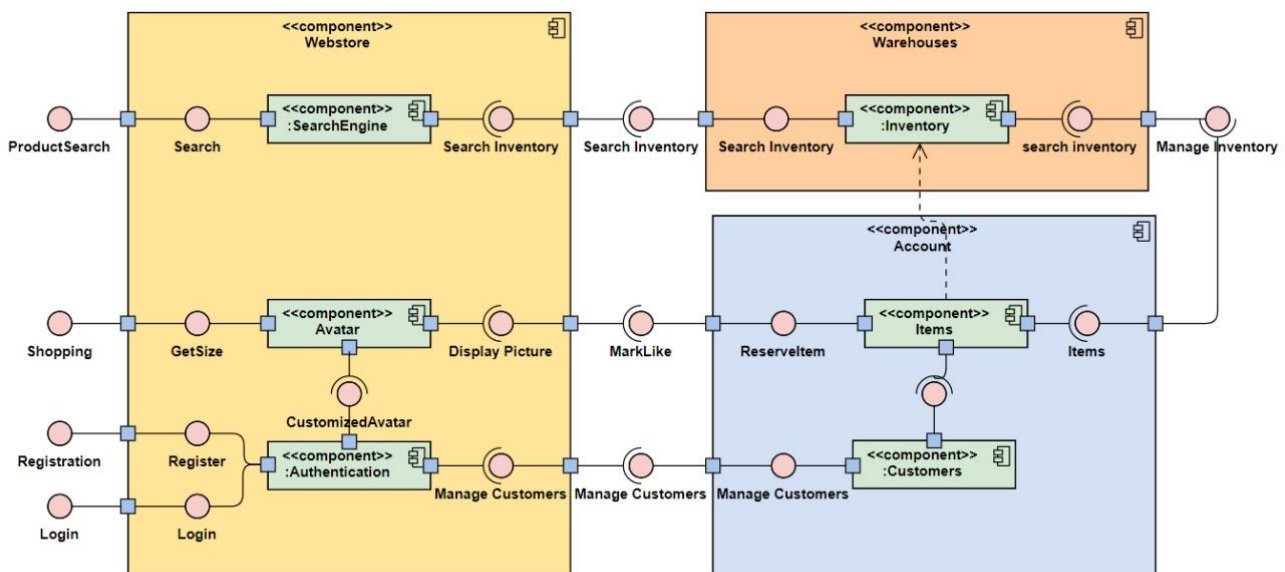 <<component>>
Webstore
<<component>>
Warehouses
<<component>>
:SearchEngine
<<component>>
:Inventory
ProductSearch
Search
Search Inventory
Search Inventory
Search Inventory
search inventory
Manage Inventory
<<component>>
Account
<<component>>
Avatar
<<component>>
Items
Shopping
GetSize
Display Picture
MarkLike
ReserveItem
Items
CustomizedAvatar
Registration
Register
<<component>>
:Authentication
<<component>>
:Customers
Manage Customers
Manage Customers
Manage Customers
Login
Login